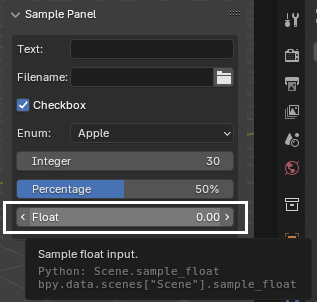 Sample Panel
Text:
Filename:
Checkbox
Enum: Apple
Integer 30
Percentage 50%
Float 0.00
Sample float input.
Python: Scene.sample_float
bpy.data.scenes["Scene"].sample_float